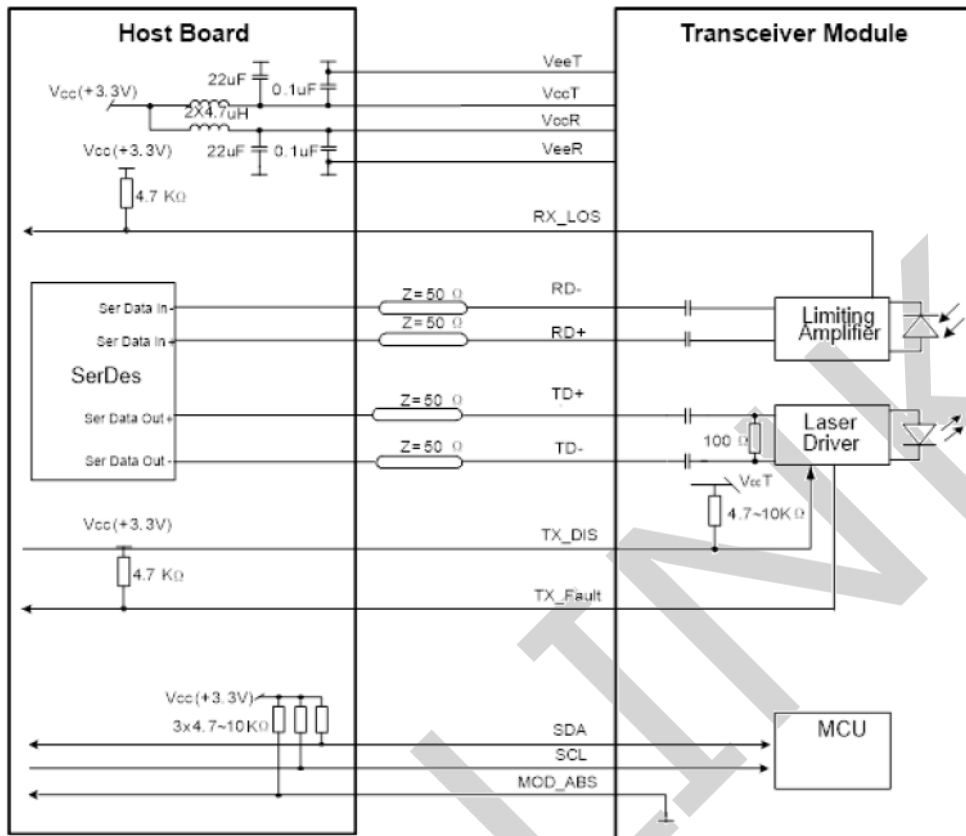 Host Board
Transceiver Module
VeeT
22uF
0.1uF
Vcc(+3.3V)
VccT
2X4.7uH
VccR
Vcc(+3.3V)
22uF
0.1uF
VeeR
4.7 KΩ
RX_LOS
Z=50 Ω
RD-
Ser Data In-
Limiting
Amplifier
Z=50 Ω
RD+
Ser Data In+
SerDes
Z=50 Ω
TD+
Ser Data Out+
Laser
Driver
100 Ω
Z=50 Ω
TD-
Ser Data Out-
VccT
4.7~10KΩ
Vcc(+3.3V)
TX_DIS
4.7 KΩ
TX_Fault
Vcc(+3.3V)
3x4.7~10KΩ
SDA
MCU
SCL
MOD_ABS
LINK